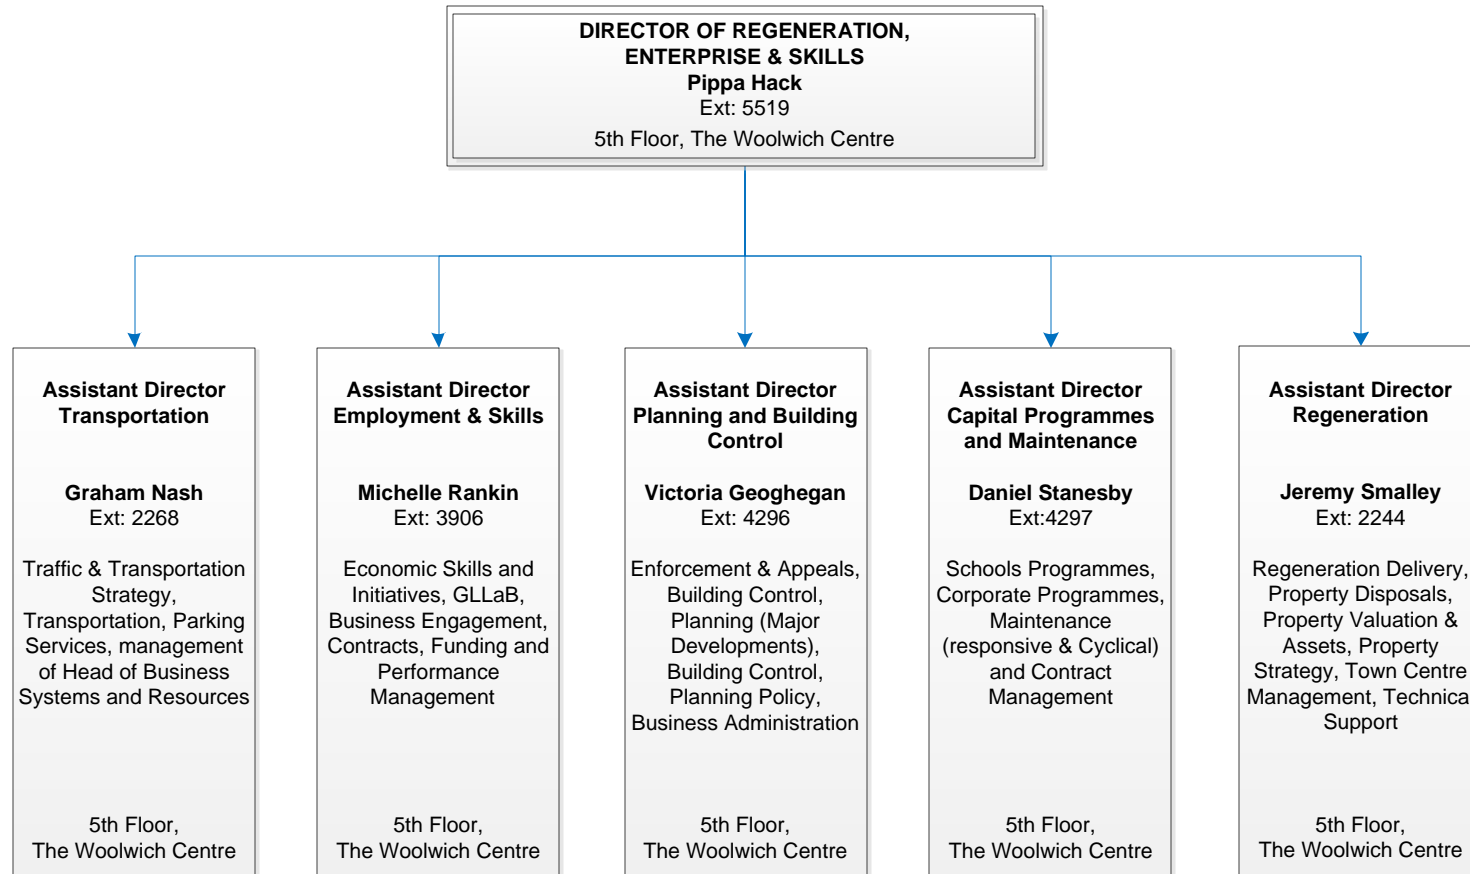 DIRECTOR OF REGENERATION,
ENTERPRISE & SKILLS
Pippa Hack
Ext: 5519
5th Floor, The Woolwich Centre
Assistant Director
Transportation
Graham Nash
Ext: 2268
Traffic & Transportation
Strategy,
Transportation, Parking
Services, management
of Head of Business
Systems and Resources
5th Floor,
The Woolwich Centre
Assistant Director
Employment & Skills
Michelle Rankin
Ext: 3906
Economic Skills and
Initiatives, GLLaB,
Business Engagement,
Contracts, Funding and
Performance
Management
5th Floor,
The Woolwich Centre
Assistant Director
Planning and Building
Control
Victoria Geoghegan
Ext: 4296
Enforcement & Appeals,
Building Control,
Planning (Major
Developments),
Building Control,
Planning Policy,
Business Administration
5th Floor,
The Woolwich Centre
Assistant Director
Capital Programmes
and Maintenance
Daniel Stanesby
Ext:4297
Schools Programmes,
Corporate Programmes,
Maintenance
(responsive & Cyclical)
and Contract
Management
5th Floor,
The Woolwich Centre
Assistant Director
Regeneration
Jeremy Smalley
Ext: 2244
Regeneration Delivery,
Property Disposals,
Property Valuation &
Assets, Property
Strategy, Town Centre
Management, Technica
Support
5th Floor,
The Woolwich Centre